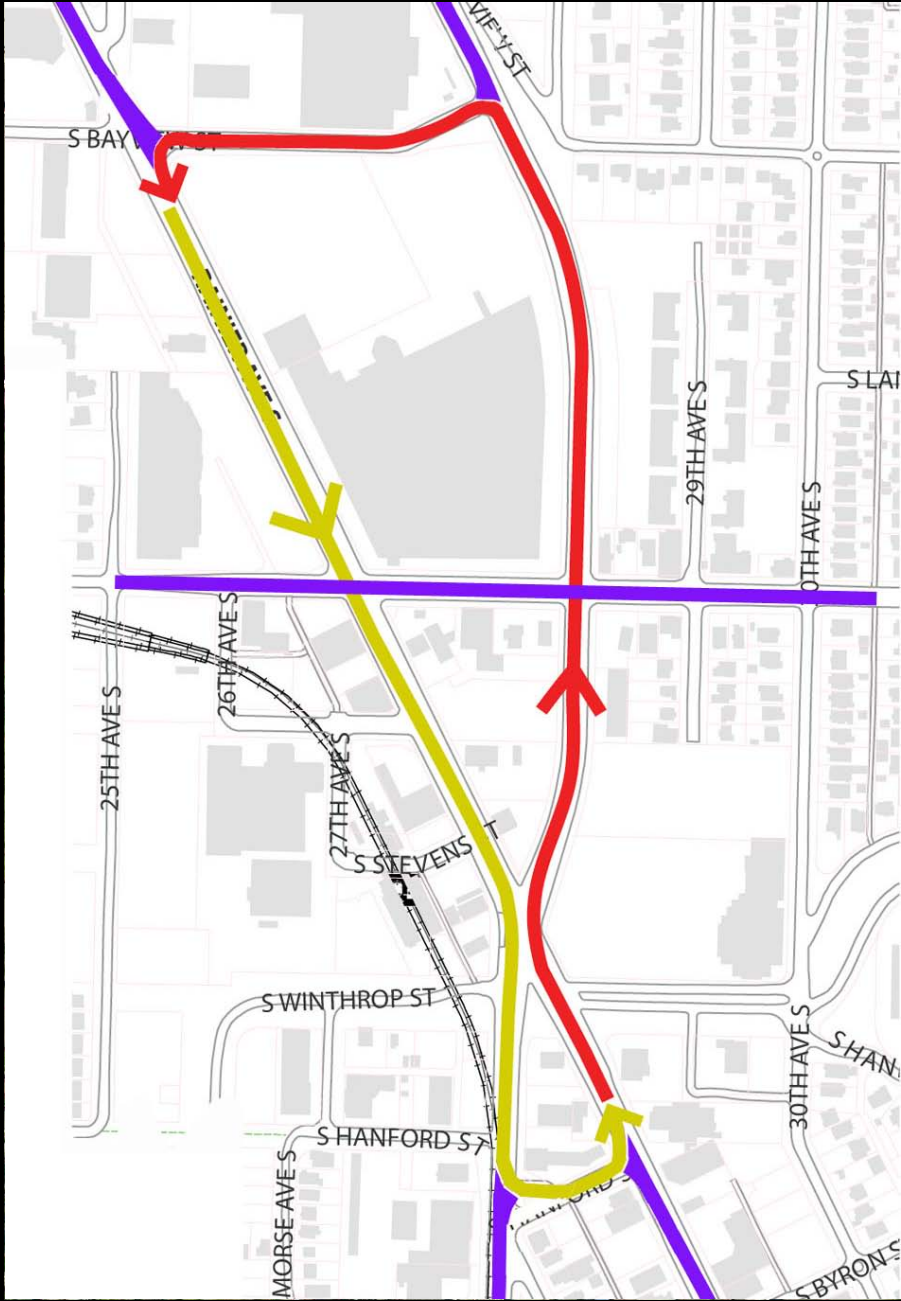 VIEW ST
S BAYVIEW ST
S LAN
29TH AVE S
0TH AVE S
26TH AVE S
25TH AVE S
27TH AVE S
S STEVENS T
S WINTHROP ST
30TH AVE S
S HAN
S HANFORD ST
MORSE AVE S
HANFORD S
S BYRON S